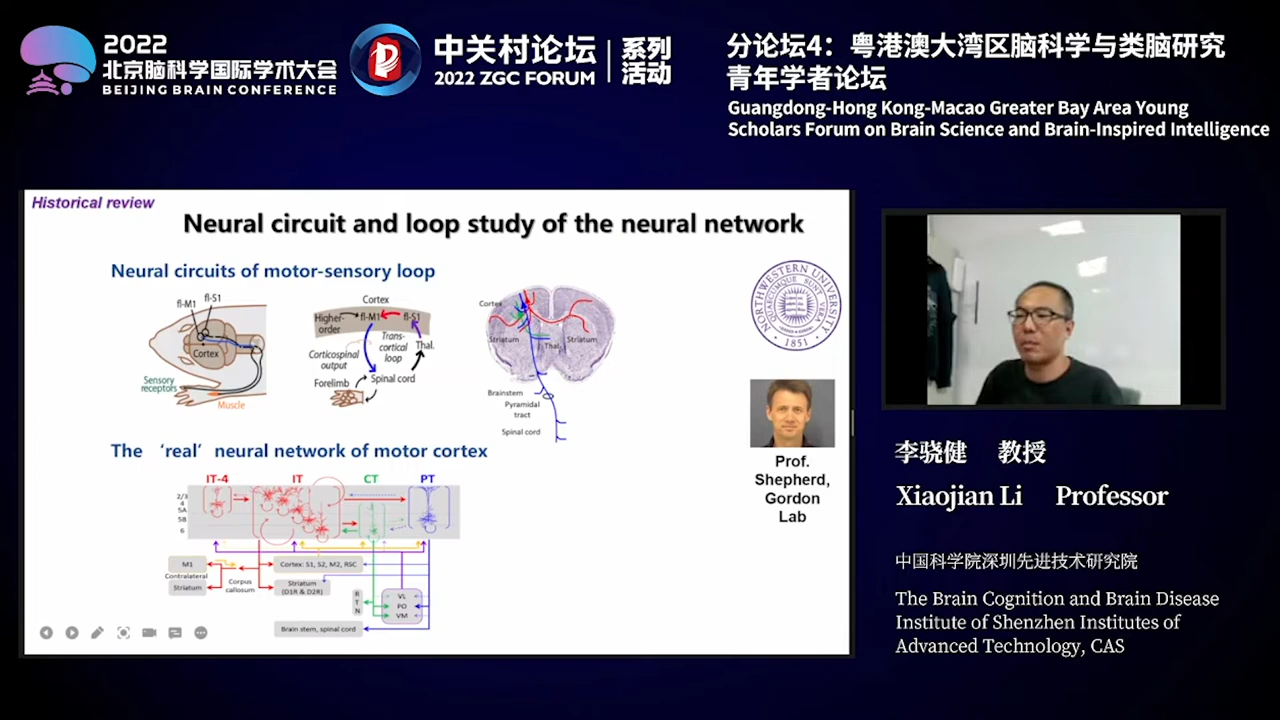 2022
北京脑科学国际学术大会
BEIJING BRAIN CONFERENCE
中关村论坛
2022 ZGC FORUM
系列
活动
分论坛4：粤港澳大湾区脑科学与类脑研究
青年学者论坛
Guangdong-Hong Kong-Macao Greater Bay Area Young
Scholars Forum on Brain Science and Brain-Inspired Intelligence
Historical review
Neural circuit and loop study of the neural network
Neural circuits of motor-sensory loop
fl-M1
fl-S1
Cortex
Sensory
receptors
Muscle
Cortex
Higher-
order
fl-M1
fl-S1
Trans-
cortical
loop
Thal.
Corticospinal
output
Forelimb
Spinal cord
Cortex
Striatum
Thal.
Striatum
Brainstem
Pyramidal
tract
Spinal cord
NORTHWESTERN UNIVERSITY
1851
Prof.
Shepherd,
Gordon
Lab
The ‘real’ neural network of motor cortex
IT-4
IT
CT
PT
2/3
4
5A
5B
6
M1
Contralateral
Striatum
Corpus
callosum
Cortex: S1, S2, M2, RSC
Striatum
(D1R & D2R)
R
T
N
VL
PO
VM
Brain stem, spinal cord
李骁健 教授
Xiaojian Li Professor
中国科学院深圳先进技术研究院
The Brain Cognition and Brain Disease
Institute of Shenzhen Institutes of
Advanced Technology, CAS